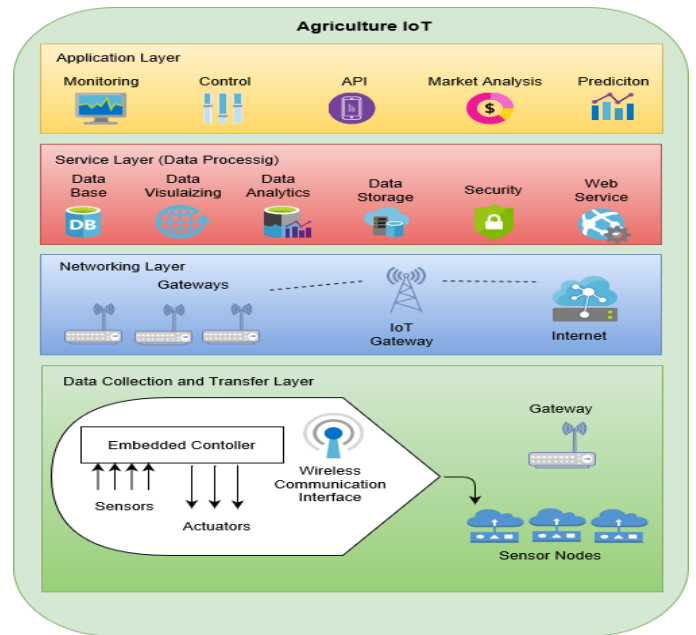 Agriculture IoT
Application Layer
Monitoring
Control
API
Market Analysis
Prediciton
$
Service Layer (Data Processig)
Data
Base
Data
Visulaizing
Data
Analytics
Data
Storage
Security
Web
Service
DB
Networking Layer
Gateways
IoT
Gateway
Internet
Data Collection and Transfer Layer
Embedded Contoller
Sensors
Actuators
Wireless
Communication
Interface
Gateway
Sensor Nodes